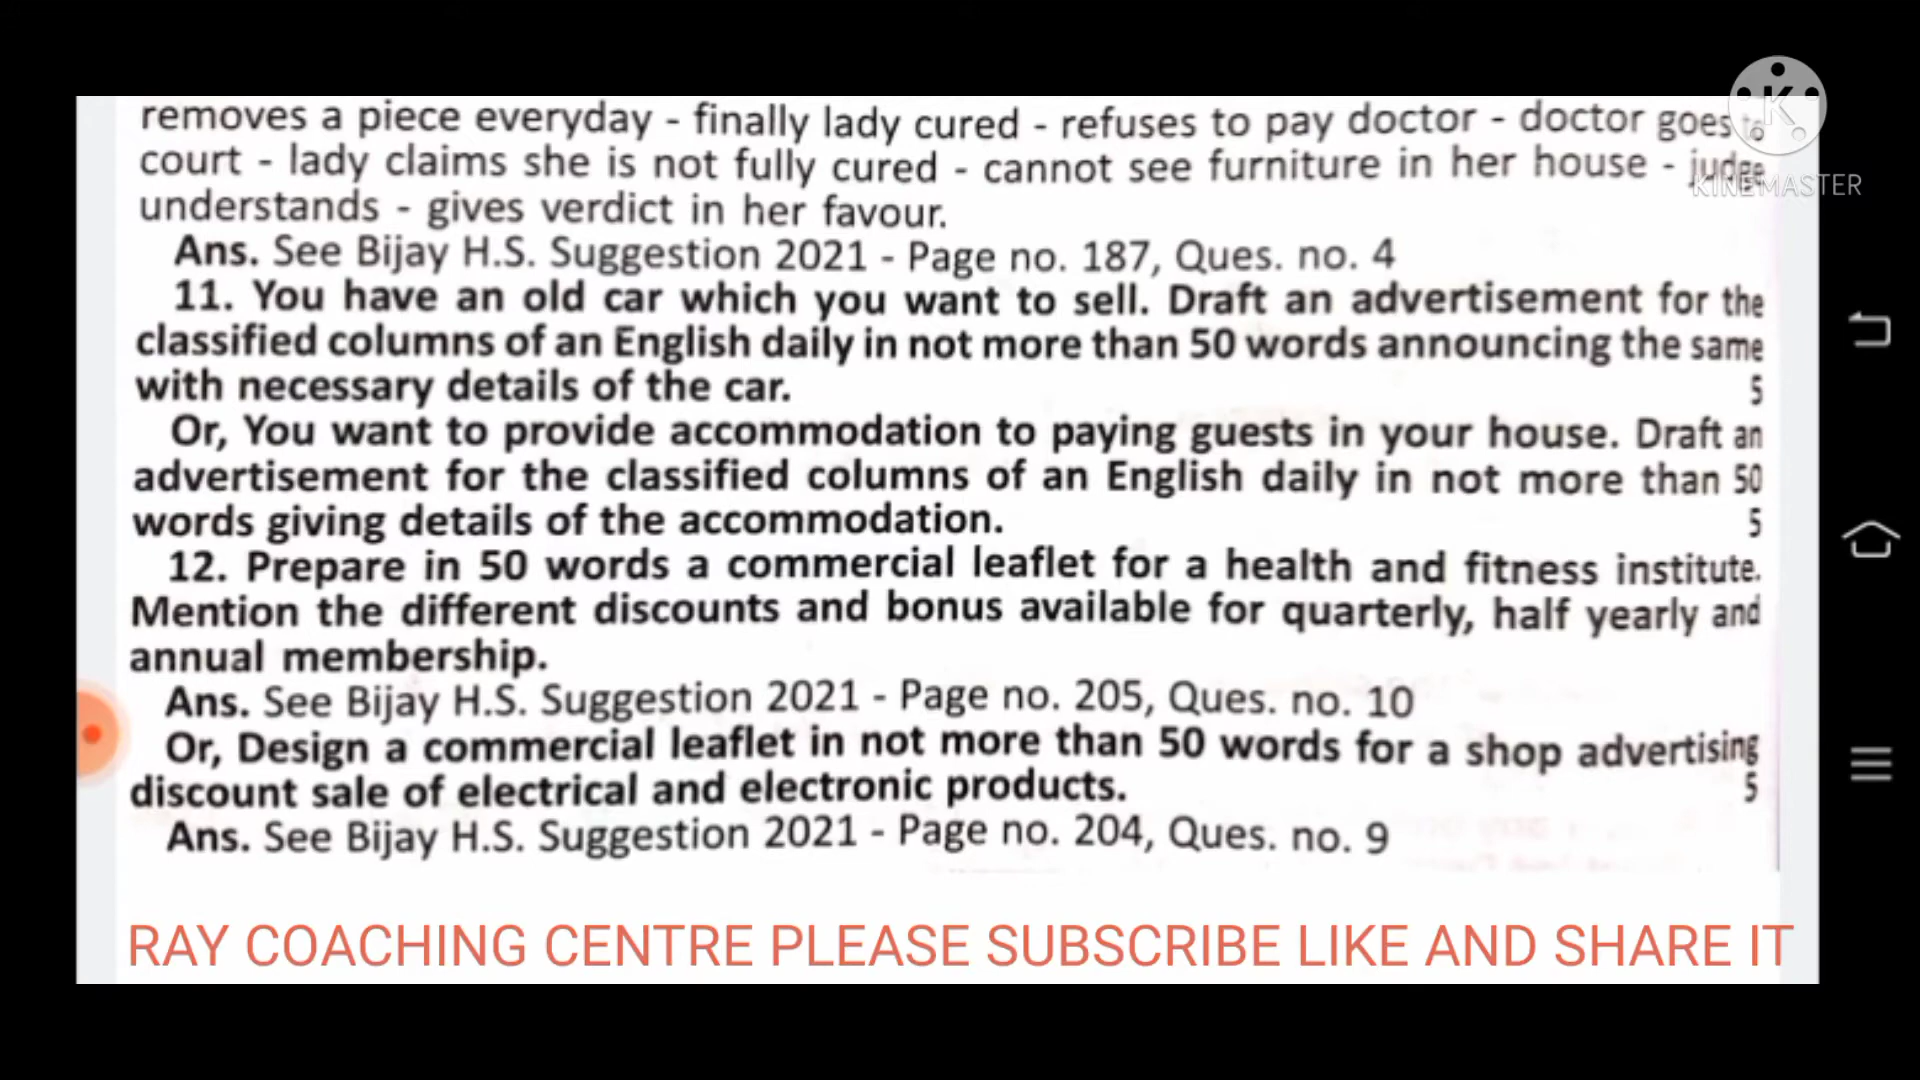 removes a piece everyday - finally lady cured - refuses to pay doctor - doctor goes to
court - lady claims she is not fully cured - cannot see furniture in her house - judge
understands - gives verdict in her favour.
Ans. See Bijay H.S. Suggestion 2021 - Page no. 187, Ques. no. 4
11. You have an old car which you want to sell. Draft an advertisement for the
classified columns of an English daily in not more than 50 words announcing the same
with necessary details of the car. 5
Or, You want to provide accommodation to paying guests in your house. Draft an
advertisement for the classified columns of an English daily in not more than 50
words giving details of the accommodation. 5
12. Prepare in 50 words a commercial leaflet for a health and fitness institute.
Mention the different discounts and bonus available for quarterly, half yearly and
annual membership.
Ans. See Bijay H.S. Suggestion 2021 - Page no. 205, Ques. no. 10
Or, Design a commercial leaflet in not more than 50 words for a shop advertising
discount sale of electrical and electronic products. 5
Ans. See Bijay H.S. Suggestion 2021 - Page no. 204, Ques. no. 9
RAY COACHING CENTRE PLEASE SUBSCRIBE LIKE AND SHARE IT
K
KINEMASTER